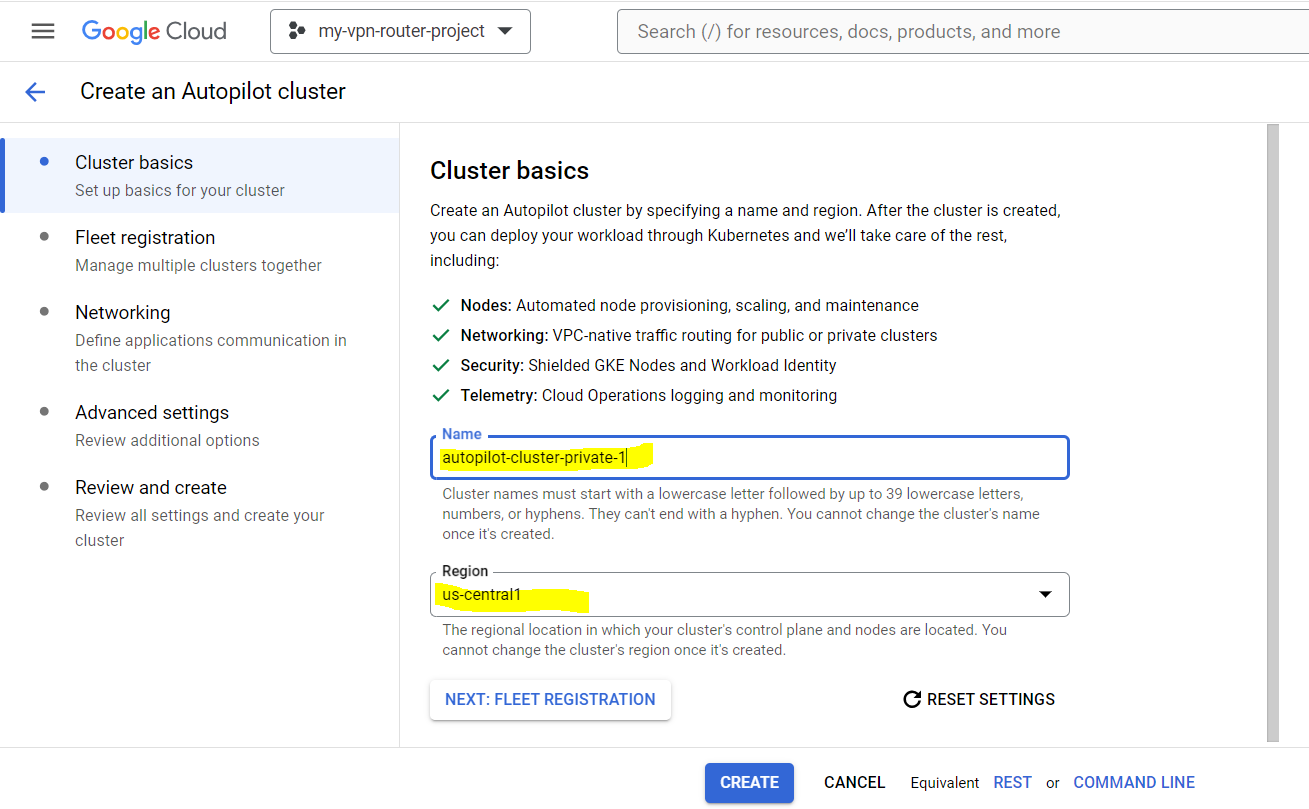 Google Cloud
my-vpn-router-project
Search (/) for resources, docs, products, and more
Create an Autopilot cluster
Cluster basics
Set up basics for your cluster
Fleet registration
Manage multiple clusters together
Networking
Define applications communication in
the cluster
Advanced settings
Review additional options
Review and create
Review all settings and create your
cluster
Cluster basics
Create an Autopilot cluster by specifying a name and region. After the cluster is created,
you can deploy your workload through Kubernetes and we’ll take care of the rest,
including:
Nodes: Automated node provisioning, scaling, and maintenance
Networking: VPC-native traffic routing for public or private clusters
Security: Shielded GKE Nodes and Workload Identity
Telemetry: Cloud Operations logging and monitoring
Name
autopilot-cluster-private-1
Cluster names must start with a lowercase letter followed by up to 39 lowercase letters,
numbers, or hyphens. They can't end with a hyphen. You cannot change the cluster's name
once it's created.
Region
us-central1
The regional location in which your cluster's control plane and nodes are located. You
cannot change the cluster's region once it's created.
NEXT: FLEET REGISTRATION
RESET SETTINGS
CREATE
CANCEL
Equivalent REST or COMMAND LINE